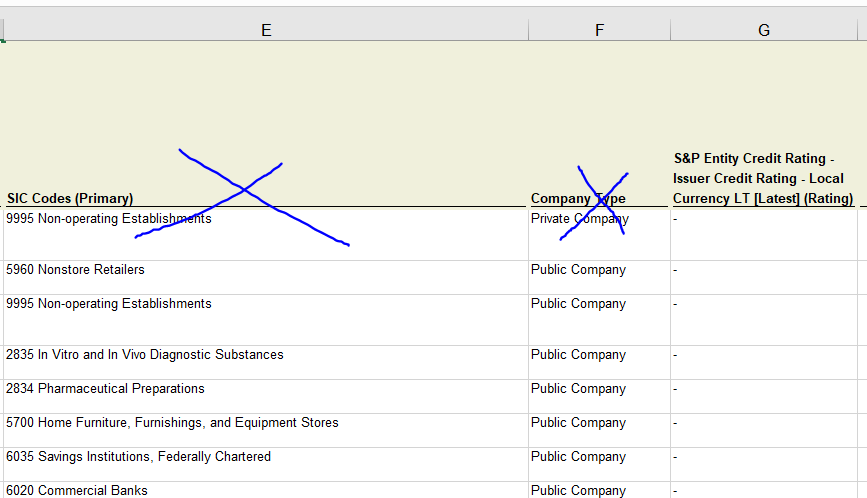 E F G
S&P Entity Credit Rating -
Issuer Credit Rating - Local
SIC Codes (Primary) Company Type Currency LT [Latest] (Rating)
9995 Non-operating Establishments Private Company -
5960 Nonstore Retailers Public Company -
9995 Non-operating Establishments Public Company -
2835 In Vitro and In Vivo Diagnostic Substances Public Company -
2834 Pharmaceutical Preparations Public Company -
5700 Home Furniture, Furnishings, and Equipment Stores Public Company -
6035 Savings Institutions, Federally Chartered Public Company -
6020 Commercial Banks Public Company -